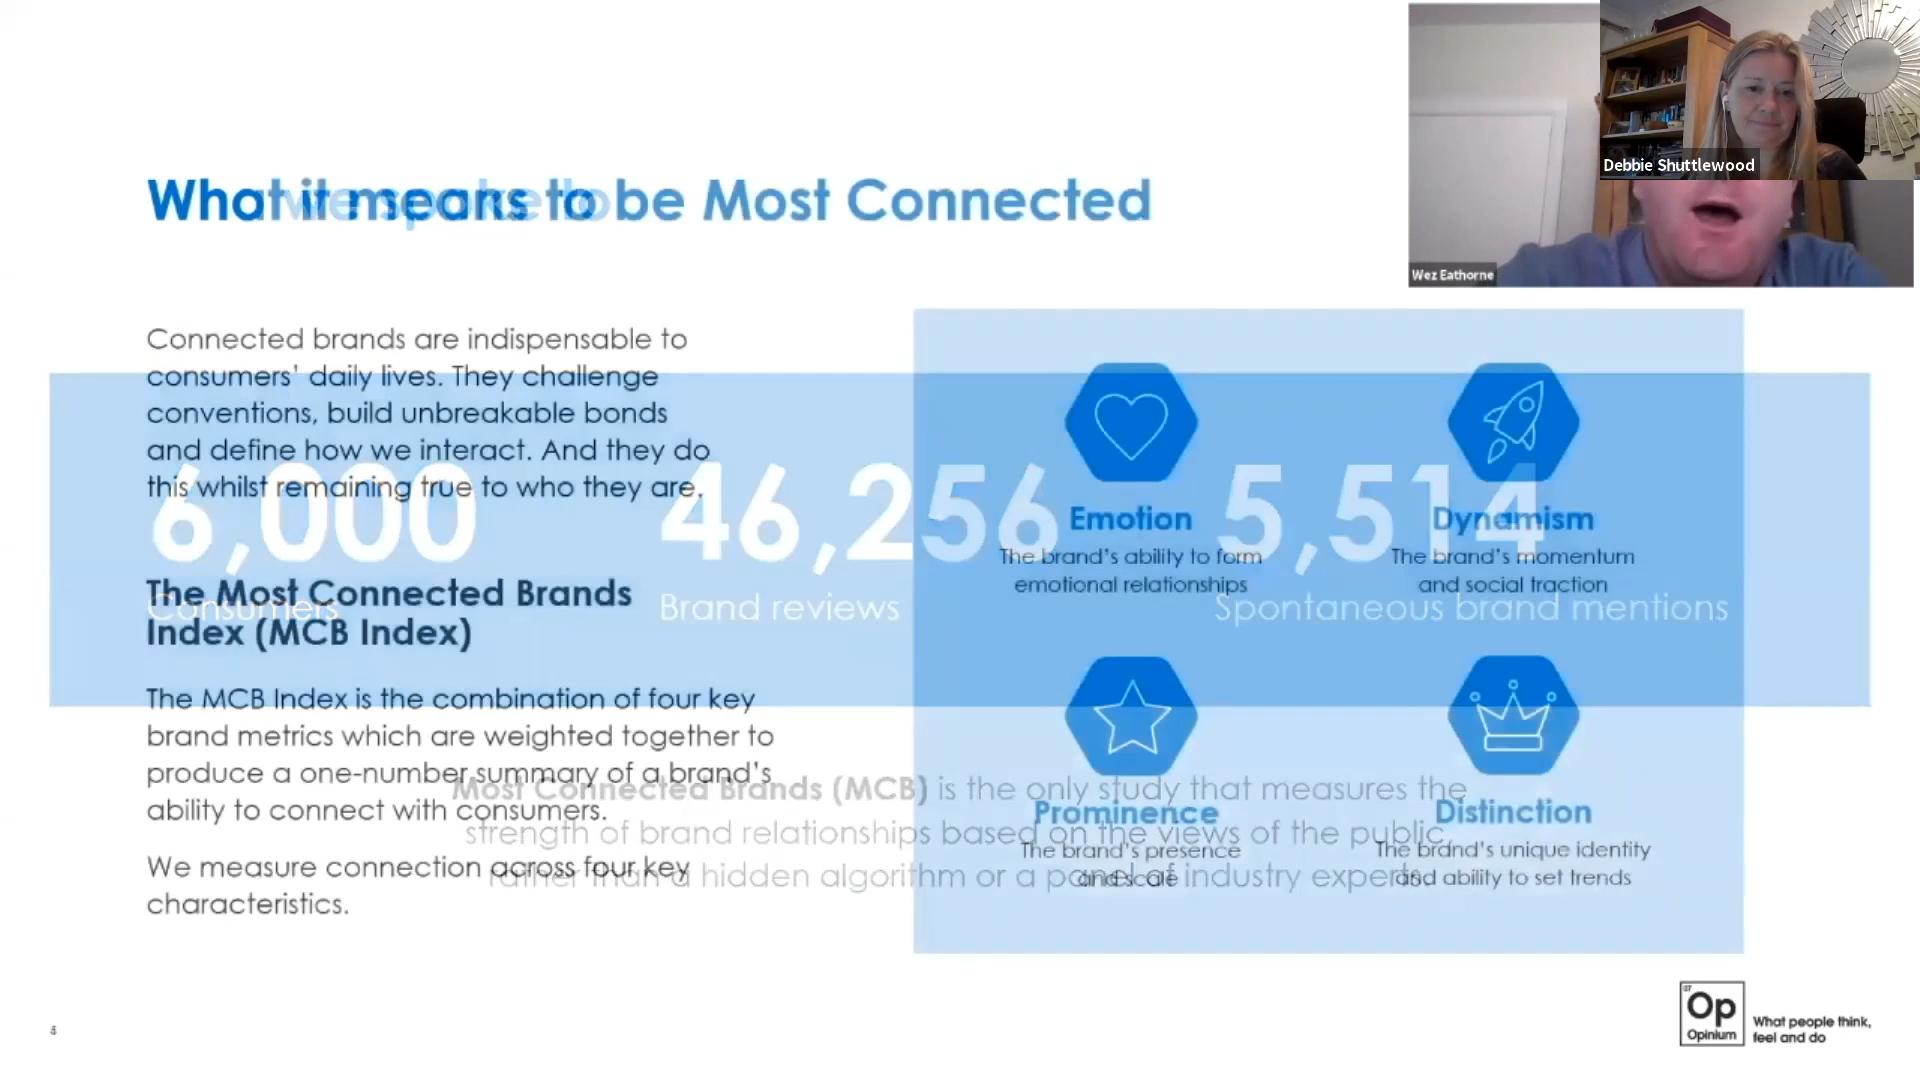 What it means to be Most Connected
we spoke to
Debbie Shuttlewood
Wez Eathorne
Connected brands are indispensable to
consumers' daily lives. They challenge
conventions, build unbreakable bonds
and define how we interact. And they do
this whilst remaining true to who they are.
6,000
46,256
5,514
Consumers
Brand reviews
Spontaneous brand mentions
The Most Connected Brands
Index (MCB Index)
The MCB Index is the combination of four key
brand metrics which are weighted together to
produce a one-number summary of a brand's
ability to connect with consumers.
We measure connection across four key
characteristics.
Emotion
The brand's ability to form
emotional relationships
Dynamism
The brand's momentum
and social traction
Prominence
The brand's presence
and scale
Distinction
The brand's unique identity
and ability to set trends
Most Connected Brands (MCB) is the only study that measures the
strength of brand relationships based on the views of the public,
rather than a hidden algorithm or a panel of industry experts.
Op
Opinium
What people think,
feel and do